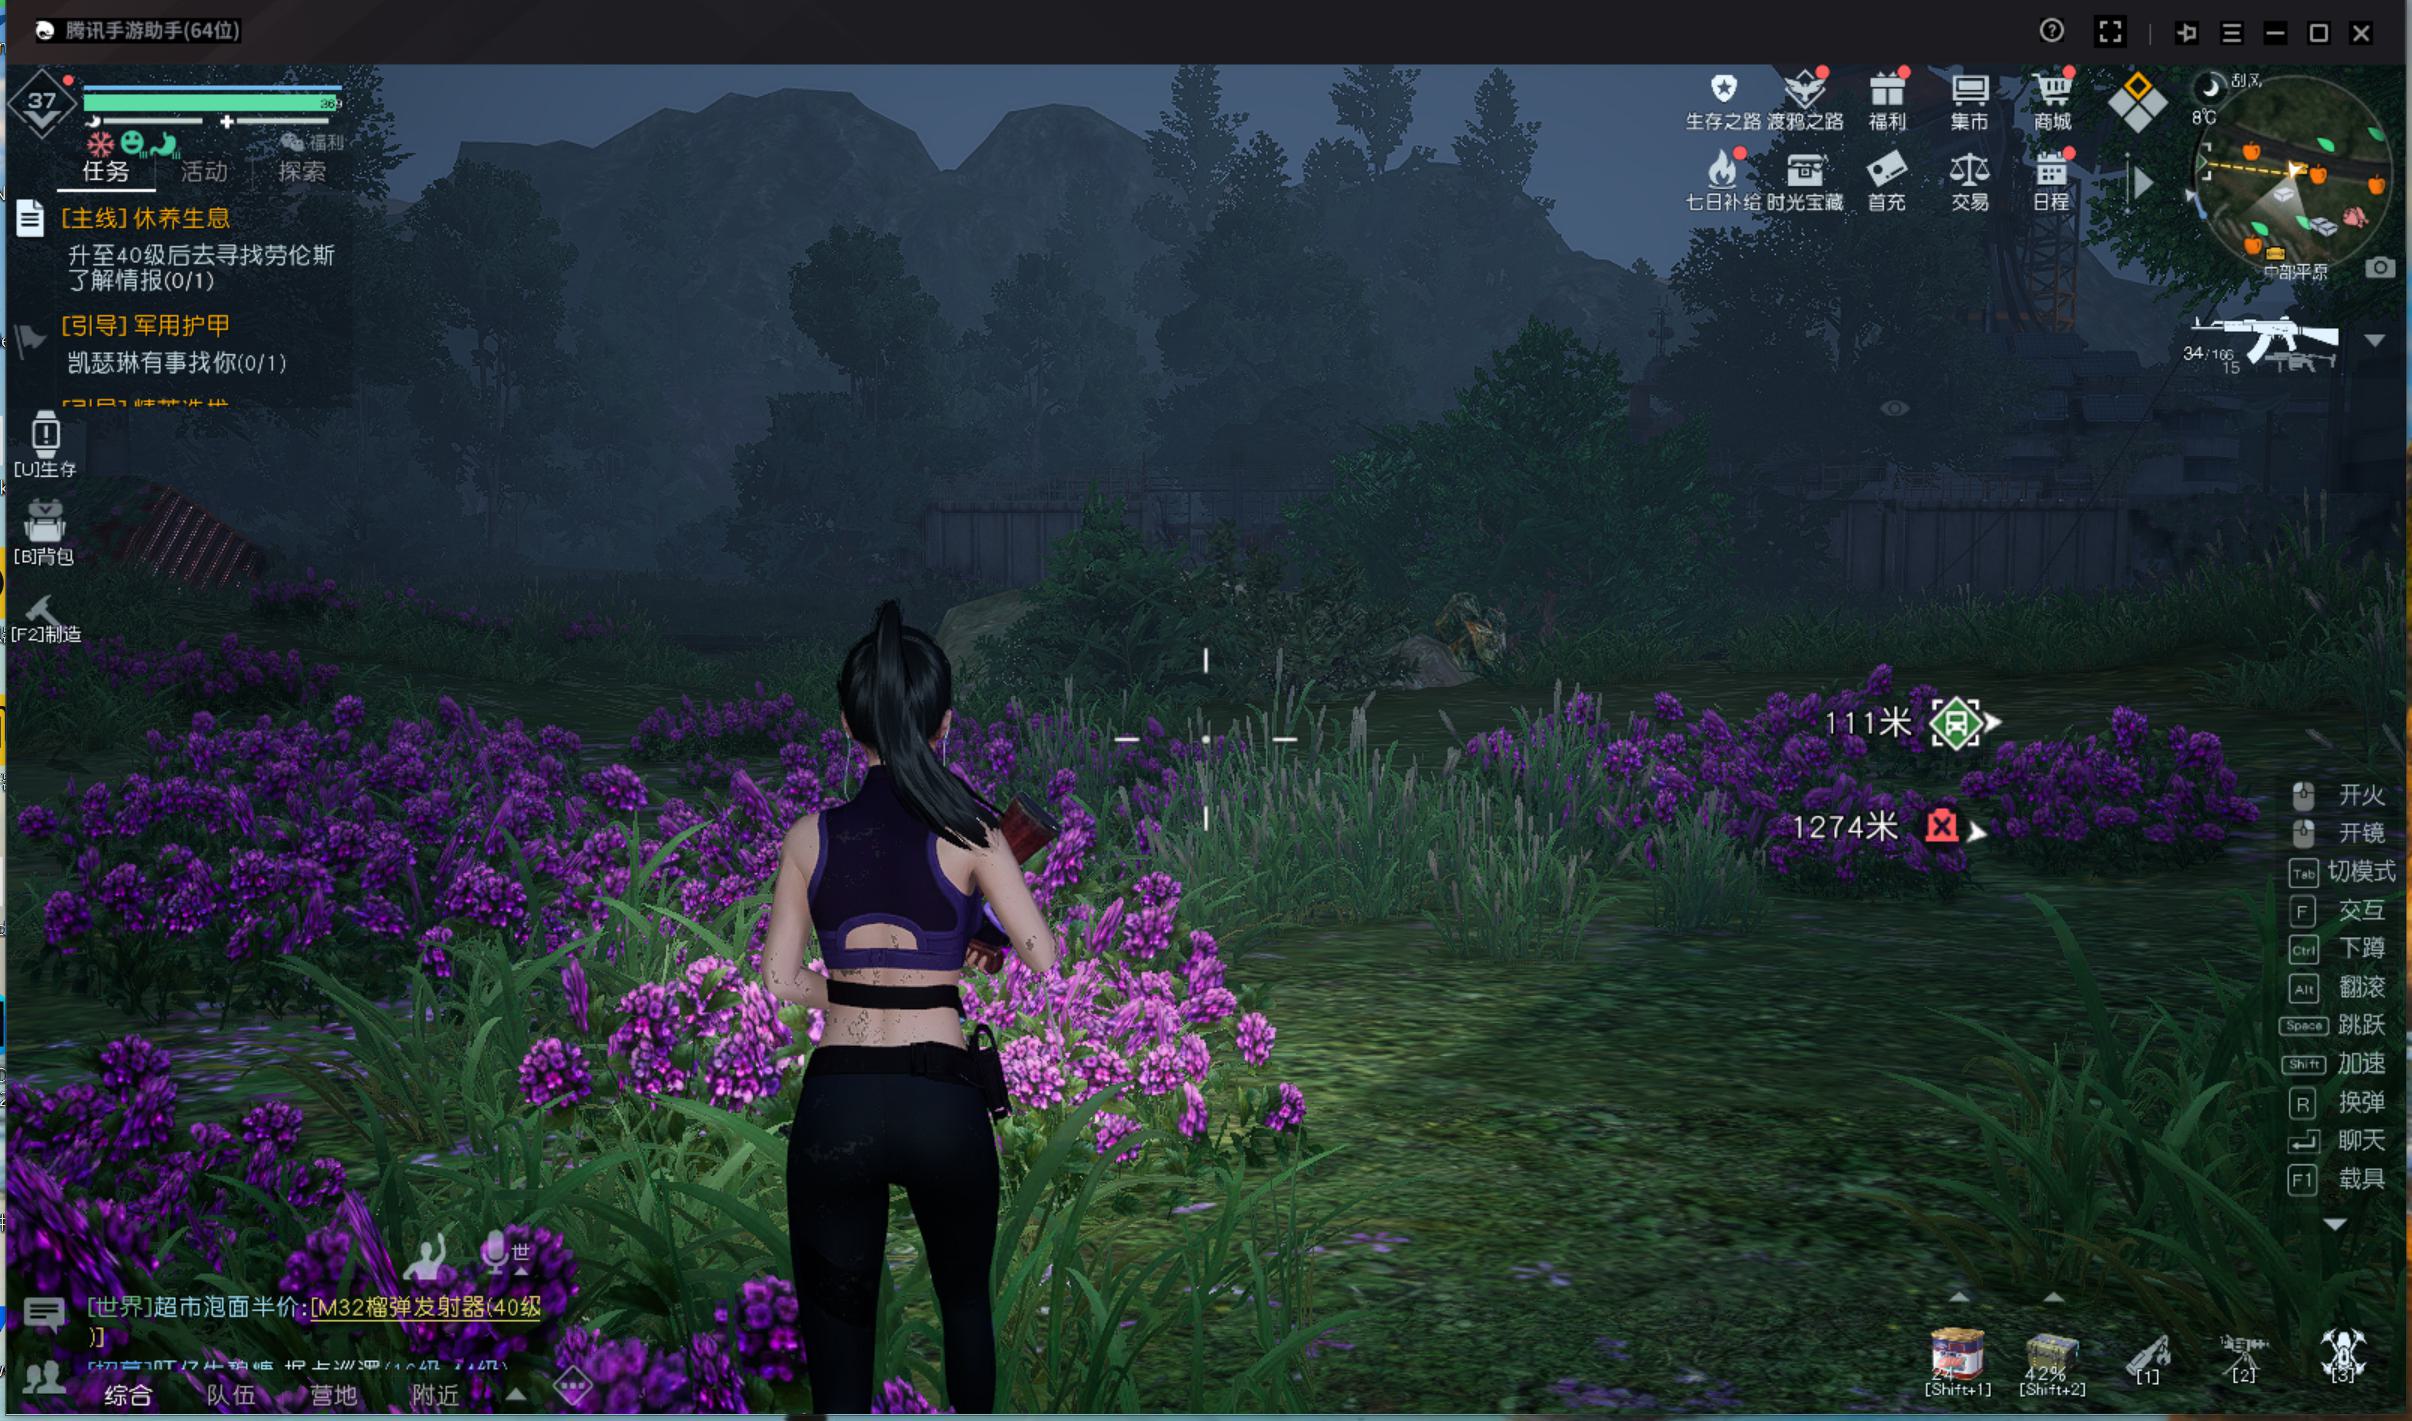 腾讯手游助手(64位)
37
369
福利
任务
活动
探索
[主线] 休养生息
升至40级后去寻找劳伦斯
了解情报(0/1)
[引导] 军用护甲
凯瑟琳有事找你(0/1)
[U]生存
[B]背包
[F2]制造
生存之路
渡鸦之路
福利
集市
商城
七日补给
时光宝藏
首充
交易
日程
刮风
8℃
中部平原
34/166
15
111米
1274米
开火
开镜
Tab 切模式
F 交互
Ctrl 下蹲
Alt 翻滚
Space 跳跃
Shift 加速
R 换弹
聊天
F1 载具
世
[世界]超市泡面半价:[M32榴弹发射器(40级
)]
综合
队伍
营地
附近
24
[Shift+1]
42%
[Shift+2]
[1]
[2]
[3]